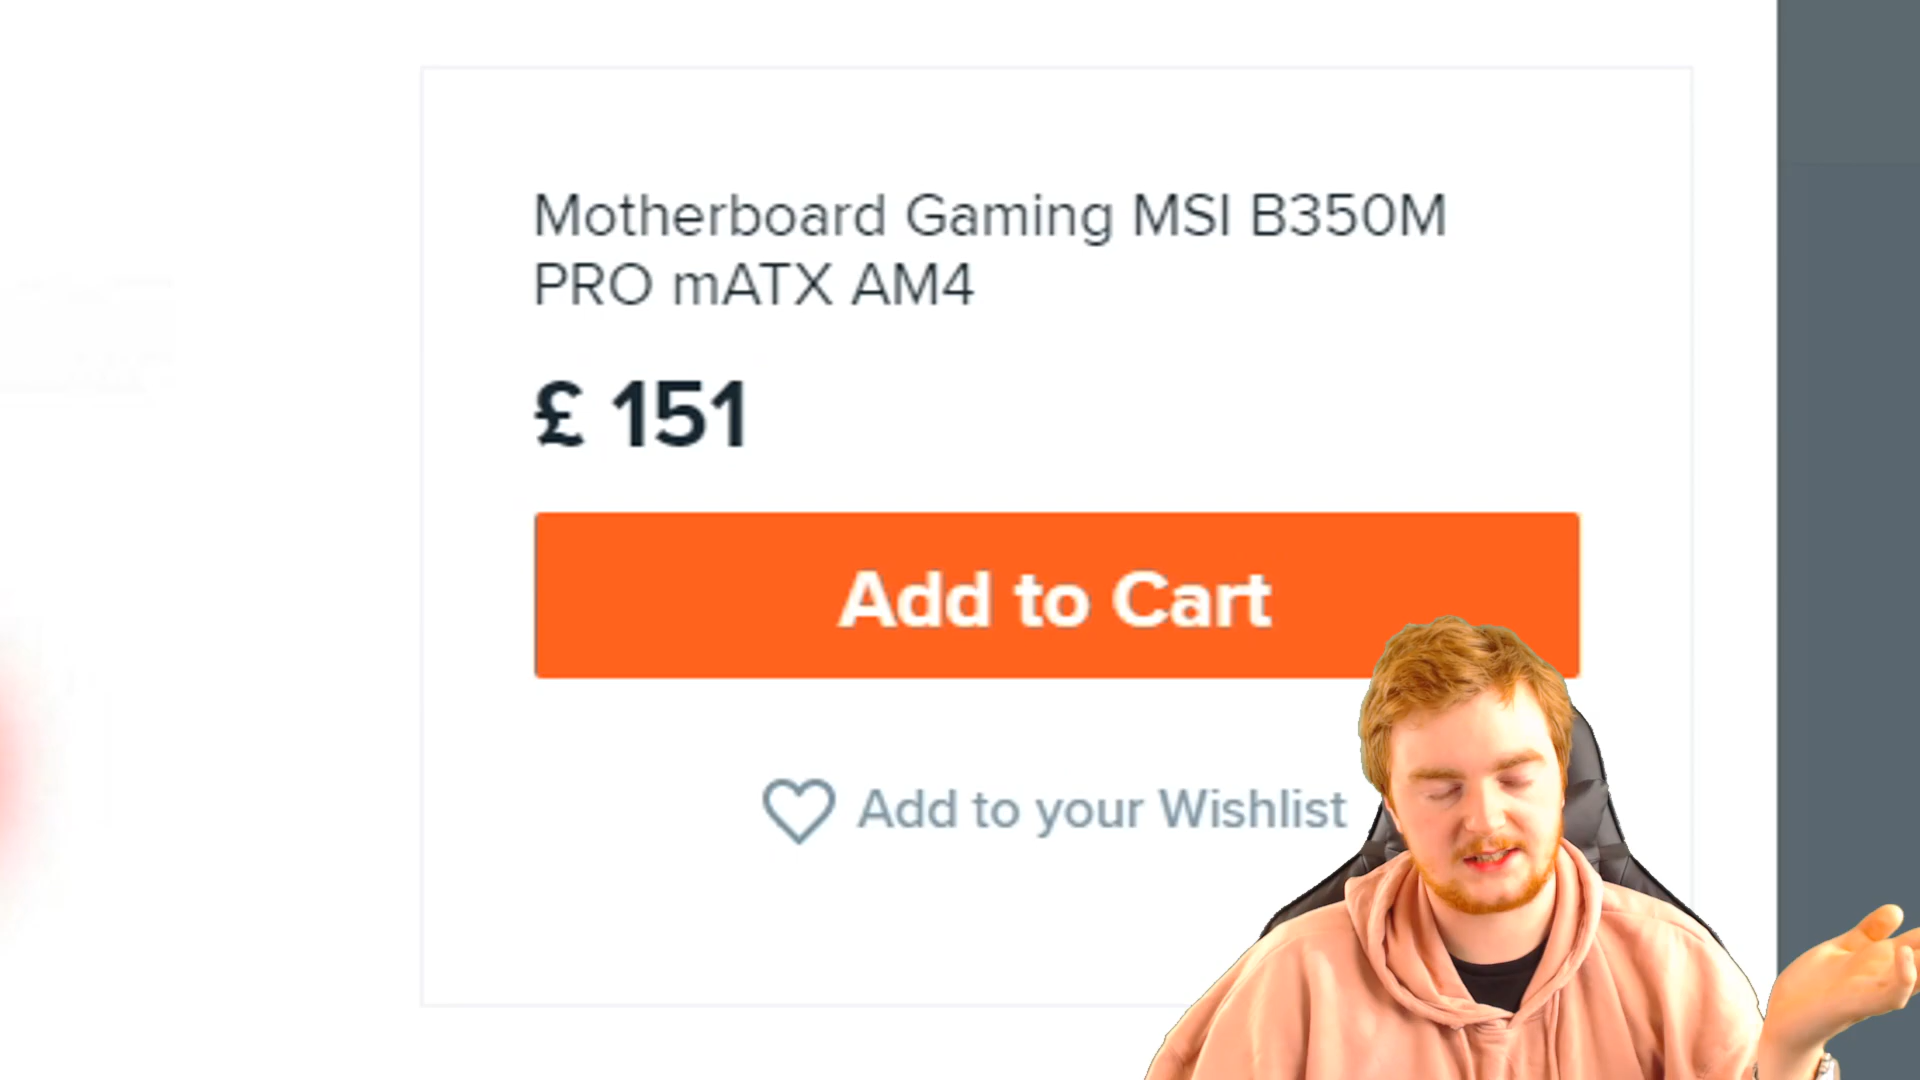 Motherboard Gaming MSI B350M
PRO mATX AM4
£ 151
Add to Cart
Add to your Wishlist